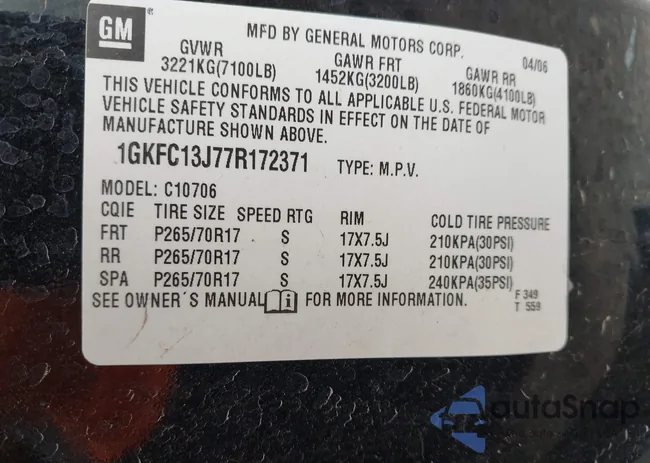 GM
MFD BY GENERAL MOTORS CORP.
04/06
GVWR GAWR FRT GAWR RR
3221KG(7100LB) 1452KG(3200LB) 1860KG(4100LB)
THIS VEHICLE CONFORMS TO ALL APPLICABLE U.S. FEDERAL MOTOR
VEHICLE SAFETY STANDARDS IN EFFECT ON THE DATE OF
MANUFACTURE SHOWN ABOVE.
1GKFC13J77R172371 TYPE: M.P.V.
MODEL: C10706
CQIE TIRE SIZE SPEED RTG RIM COLD TIRE PRESSURE
FRT P265/70R17 S 17X7.5J 210KPA(30PSI)
RR P265/70R17 S 17X7.5J 210KPA(30PSI)
SPA P265/70R17 S 17X7.5J 240KPA(35PSI)
SEE OWNER´S MANUAL i FOR MORE INFORMATION.
F 349
T 559
autoSnap